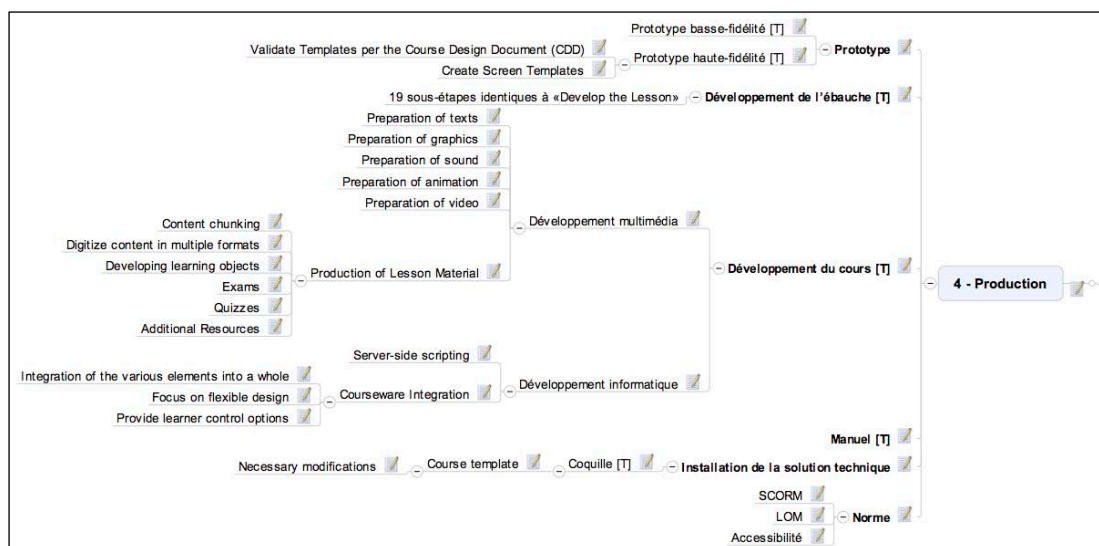 Prototype basse-fidélité [T]
Prototype
Validate Templates per the Course Design Document (CDD)
Prototype haute-fidélité [T]
Create Screen Templates
19 sous-étapes identiques à «Develop the Lesson»
Développement de l'ébauche [T]
Preparation of texts
Preparation of graphics
Preparation of sound
Preparation of animation
Preparation of video
Développement multimédia
Content chunking
Digitize content in multiple formats
Developing learning objects
Production of Lesson Material
Exams
Quizzes
Additional Resources
Développement du cours [T]
4 - Production
Server-side scripting
Développement informatique
Integration of the various elements into a whole
Focus on flexible design
Courseware Integration
Provide learner control options
Manuel [T]
Necessary modifications
Course template
Coquille [T]
Installation de la solution technique
SCORM
LOM
Norme
Accessibilité